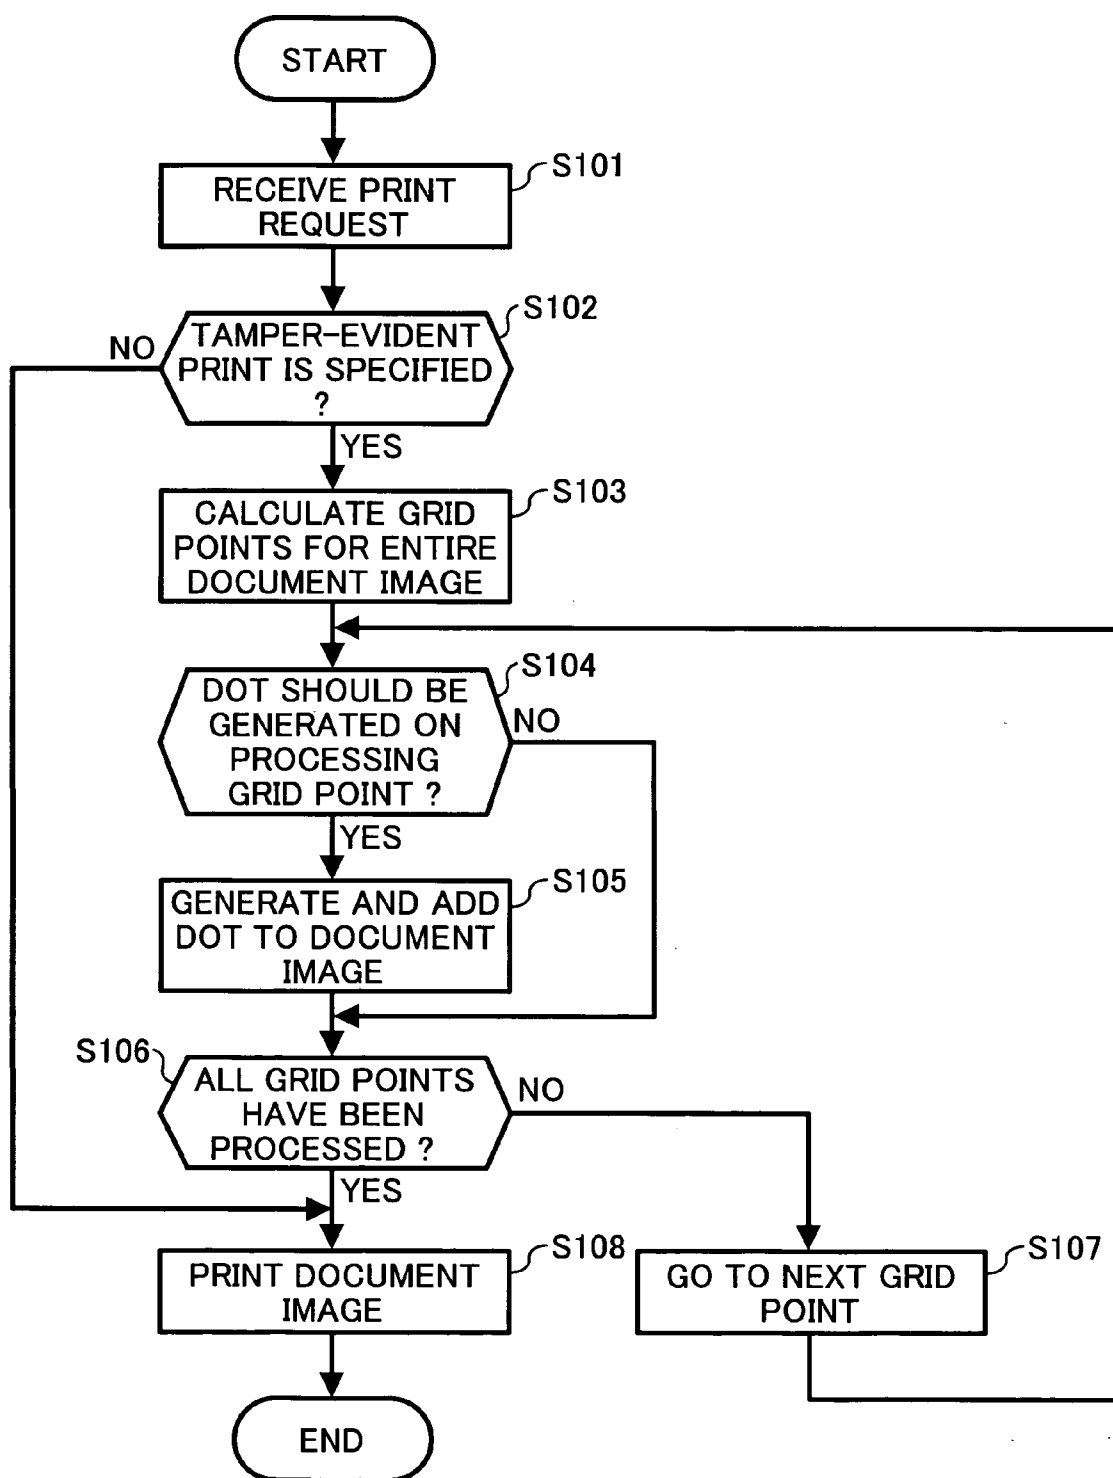 START
S101
RECEIVE PRINT
REQUEST
S102
TAMPER-EVIDENT
PRINT IS SPECIFIED
?
NO
YES
S103
CALCULATE GRID
POINTS FOR ENTIRE
DOCUMENT IMAGE
S104
DOT SHOULD BE
GENERATED ON
PROCESSING
GRID POINT ?
NO
YES
S105
GENERATE AND ADD
DOT TO DOCUMENT
IMAGE
S106
ALL GRID POINTS
HAVE BEEN
PROCESSED ?
NO
YES
S108
PRINT DOCUMENT
IMAGE
S107
GO TO NEXT GRID
POINT
END